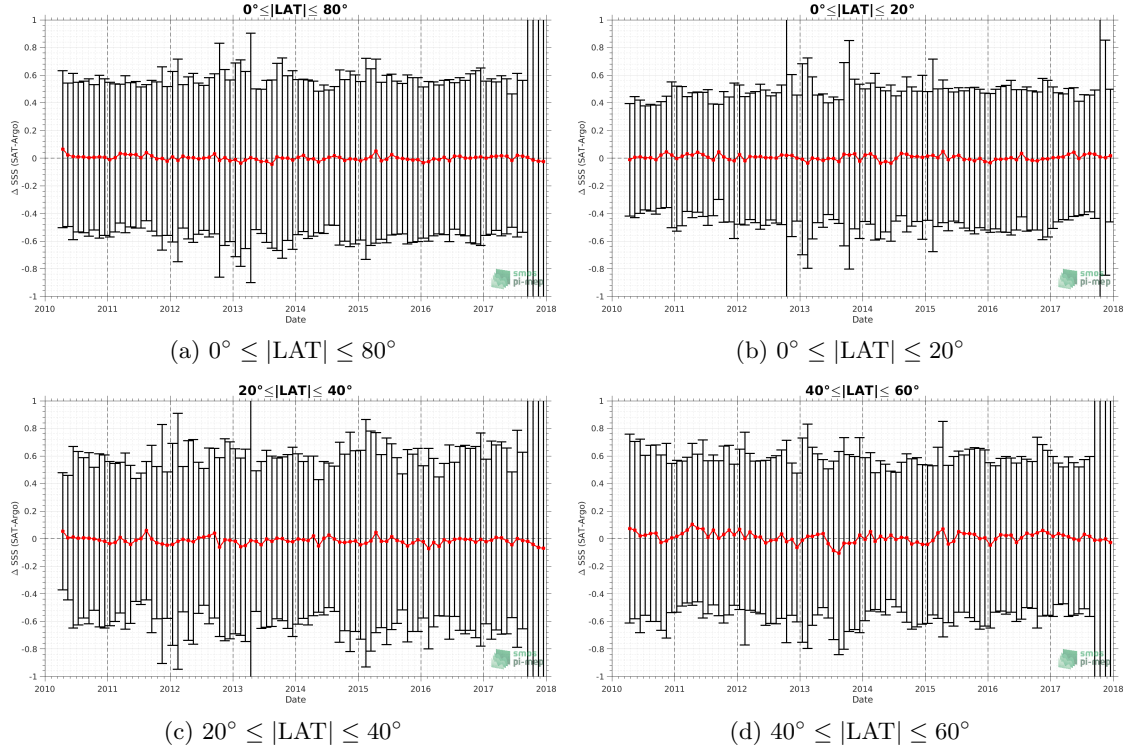 0°≤|LAT|≤ 80°
Δ SSS (SAT-Argo)
1
0.8
0.6
0.4
0.2
0
-0.2
-0.4
-0.6
-0.8
-1
2010 2011 2012 2013 2014 2015 2016 2017 2018
Date
smos
pi-mep
(a) 0° ≤ |LAT| ≤ 80°
0°≤|LAT|≤ 20°
Δ SSS (SAT-Argo)
1
0.8
0.6
0.4
0.2
0
-0.2
-0.4
-0.6
-0.8
-1
2010 2011 2012 2013 2014 2015 2016 2017 2018
Date
smos
pi-mep
(b) 0° ≤ |LAT| ≤ 20°
20°≤|LAT|≤ 40°
Δ SSS (SAT-Argo)
1
0.8
0.6
0.4
0.2
0
-0.2
-0.4
-0.6
-0.8
-1
2010 2011 2012 2013 2014 2015 2016 2017 2018
Date
smos
pi-mep
(c) 20° ≤ |LAT| ≤ 40°
40°≤|LAT|≤ 60°
Δ SSS (SAT-Argo)
1
0.8
0.6
0.4
0.2
0
-0.2
-0.4
-0.6
-0.8
-1
2010 2011 2012 2013 2014 2015 2016 2017 2018
Date
smos
pi-mep
(d) 40° ≤ |LAT| ≤ 60°